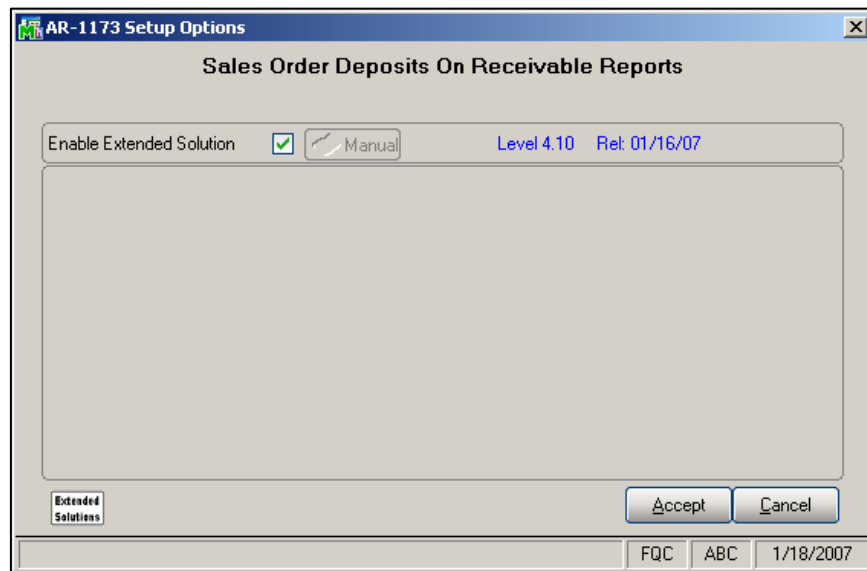 AR-1173 Setup Options
Sales Order Deposits On Receivable Reports
Enable Extended Solution Manual Level 4.10 Rel: 01/16/07
Extended
Solutions
Accept Cancel
FQC ABC 1/18/2007